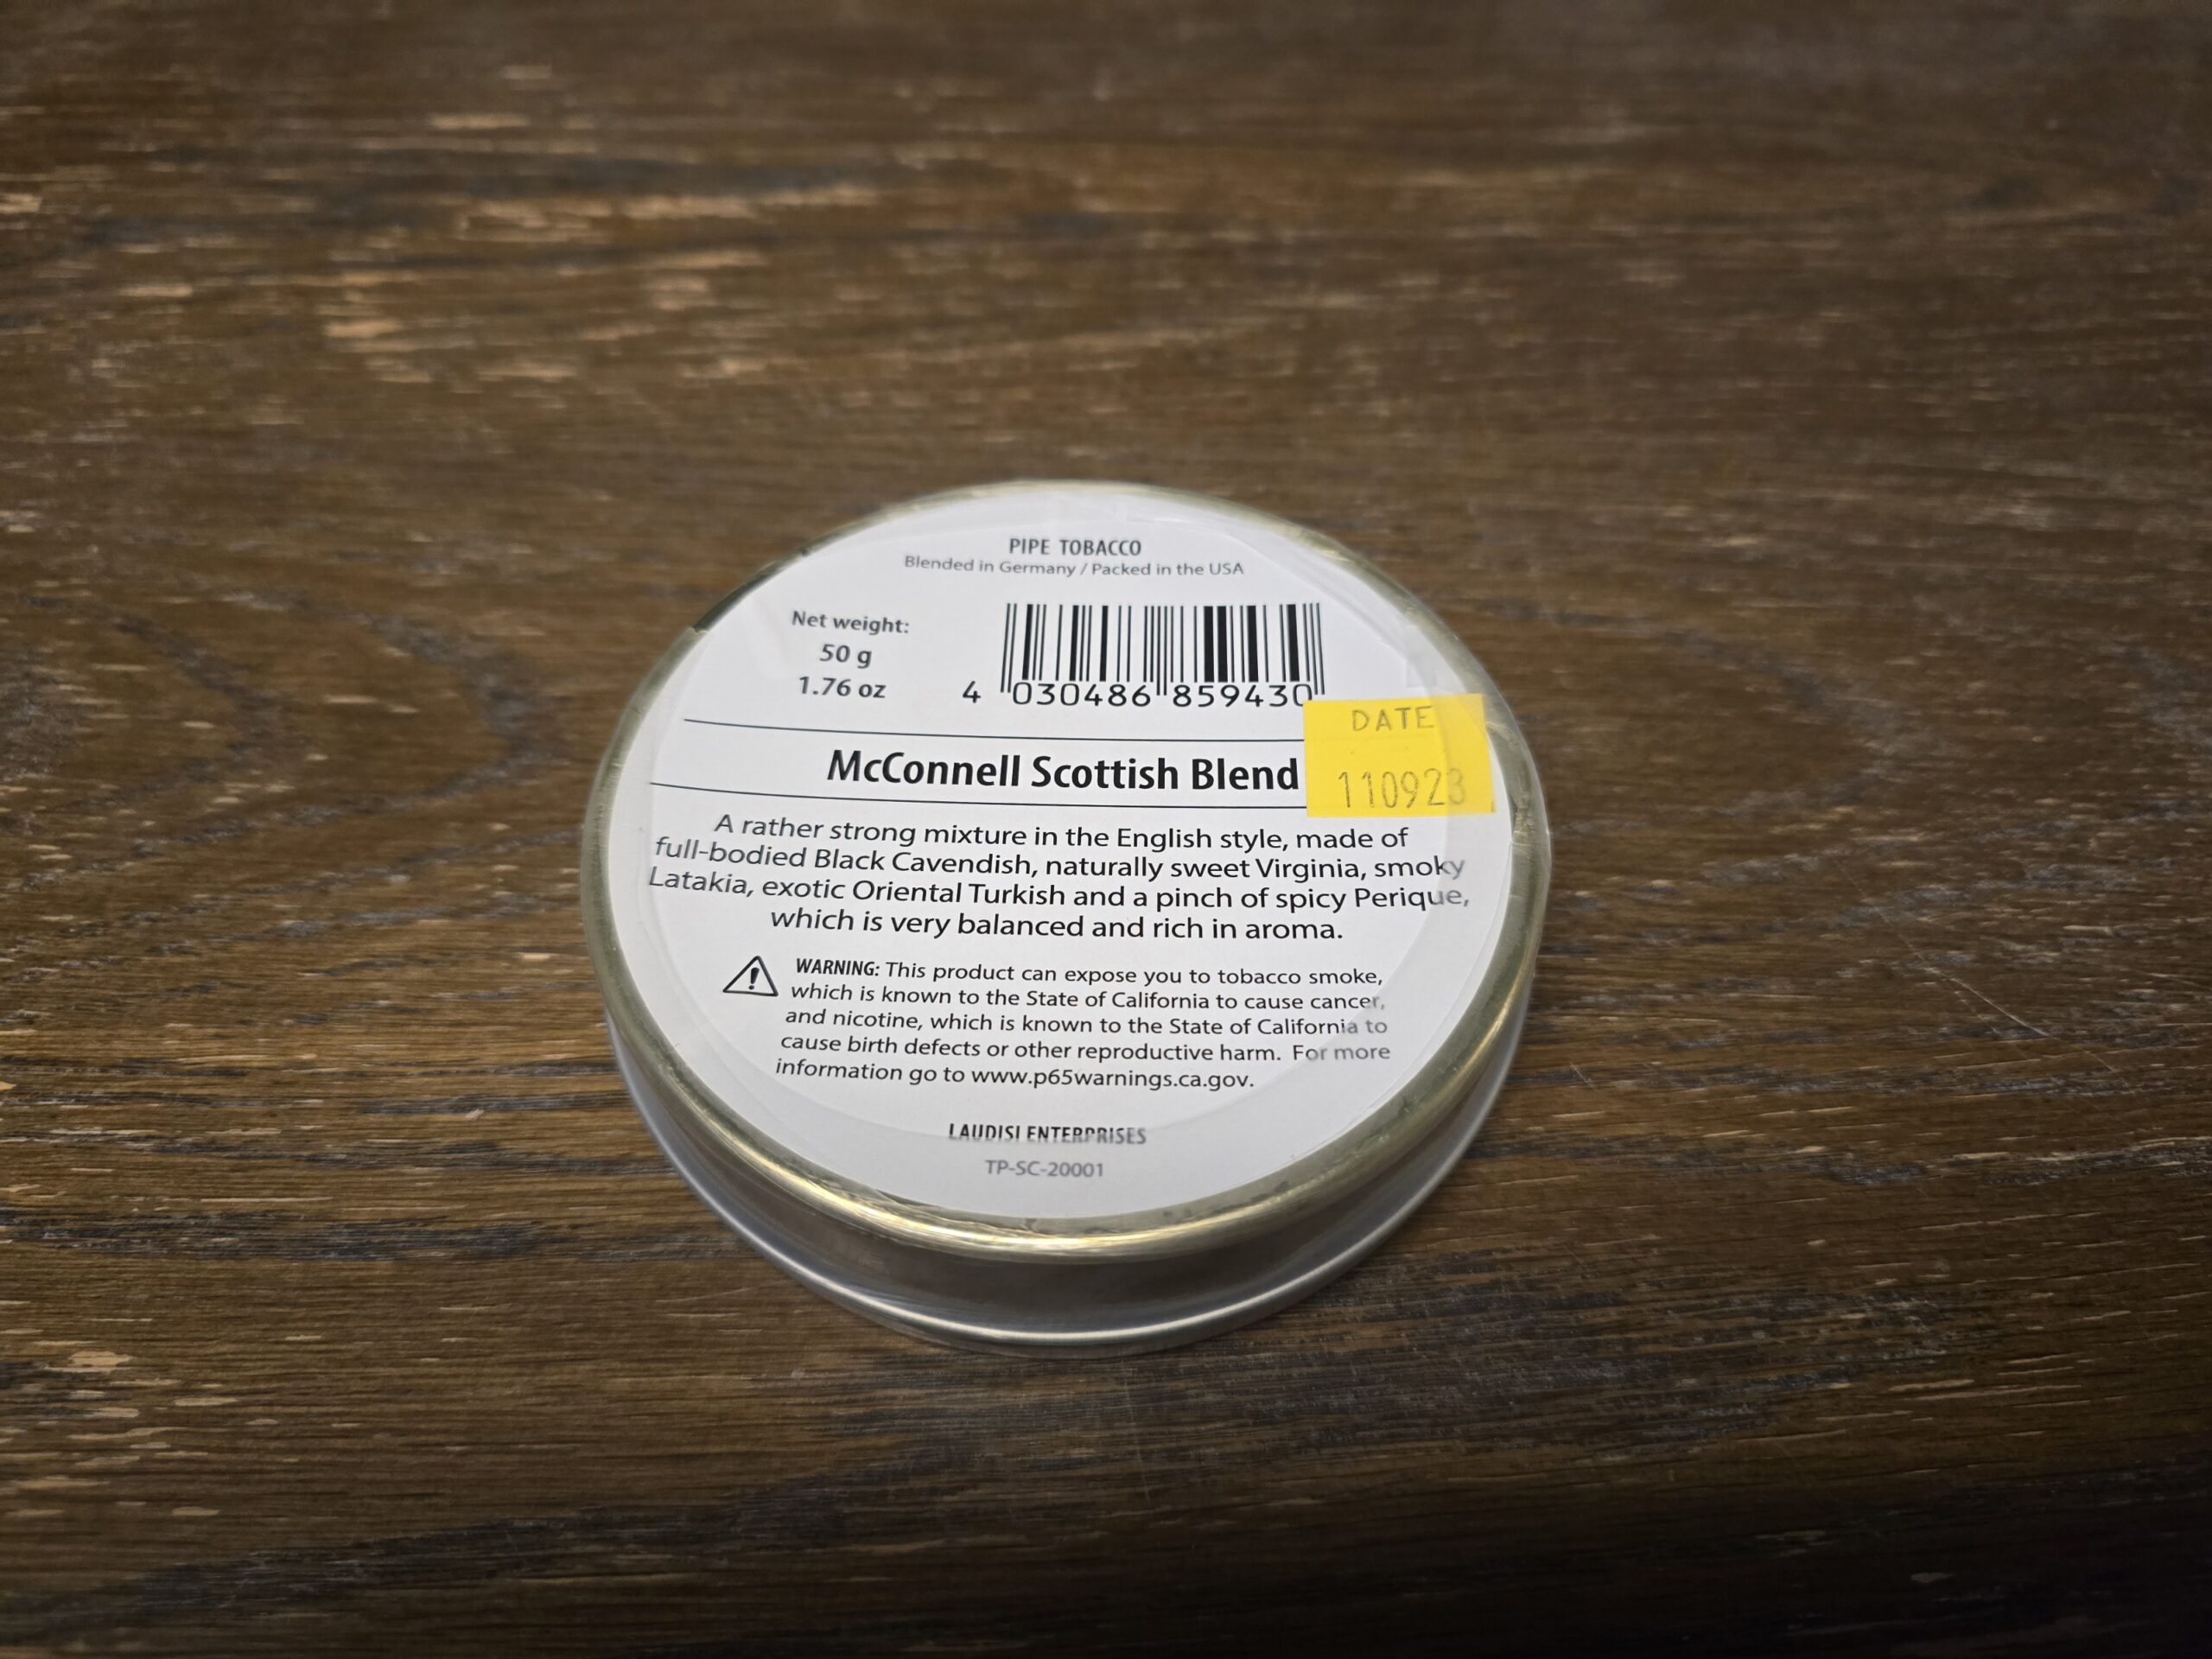 PIPE TOBACCO
Blended in Germany / Packed in the USA
Net weight:
50 g
1.76 oz
4 030486 859430
DATE
110923
McConnell Scottish Blend
A rather strong mixture in the English style, made of
full-bodied Black Cavendish, naturally sweet Virginia, smoky
Latakia, exotic Oriental Turkish and a pinch of spicy Perique,
which is very balanced and rich in aroma.
WARNING: This product can expose you to tobacco smoke,
which is known to the State of California to cause cancer,
and nicotine, which is known to the State of California to
cause birth defects or other reproductive harm. For more
information go to www.p65warnings.ca.gov.
LAUDISI ENTERPRISES
TP-SC-20001